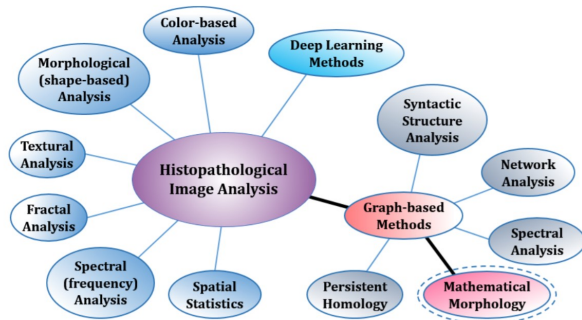 Color-based
Analysis
Deep Learning
Methods
Morphological
(shape-based)
Analysis
Syntactic
Structure
Analysis
Textural
Analysis
Histopathological
Image Analysis
Network
Analysis
Fractal
Analysis
Graph-based
Methods
Spectral
Analysis
Spectral
(frequency)
Analysis
Spatial
Statistics
Persistent
Homology
Mathematical
Morphology